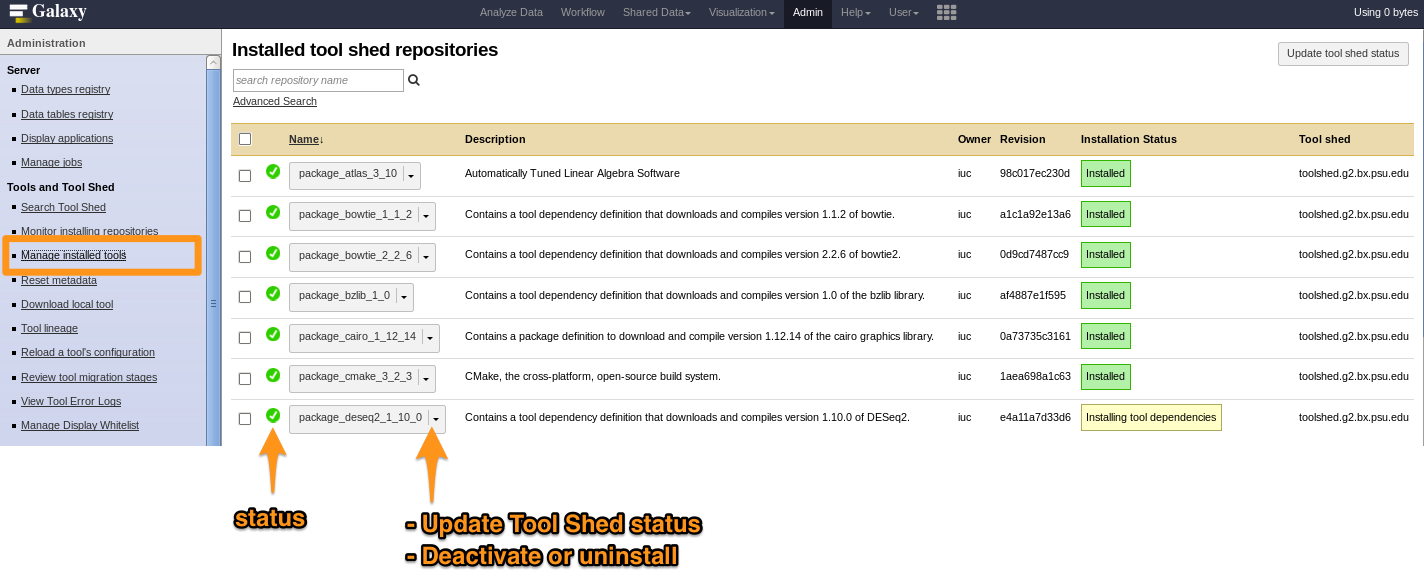 Galaxy
Analyze Data Workflow Shared Data Visualization Admin Help User Using 0 bytes
Administration
Server
Data types registry
Data tables registry
Display applications
Manage jobs
Tools and Tool Shed
Search Tool Shed
Monitor installing repositories
Manage installed tools
Reset metadata
Download local tool
Tool lineage
Reload a tool's configuration
Review tool migration stages
View Tool Error Logs
Manage Display Whitelist
Installed tool shed repositories
Update tool shed status
search repository name
Advanced Search
Name↓ Description Owner Revision Installation Status Tool shed
package_atlas_3_10 Automatically Tuned Linear Algebra Software iuc 98c017ec230d Installed toolshed.g2.bx.psu.edu
package_bowtie_1_1_2 Contains a tool dependency definition that downloads and compiles version 1.1.2 of bowtie. iuc a1c1a92e13a6 Installed toolshed.g2.bx.psu.edu
package_bowtie_2_2_6 Contains a tool dependency definition that downloads and compiles version 2.2.6 of bowtie2. iuc 0d9cd7487cc9 Installed toolshed.g2.bx.psu.edu
package_bzlib_1_0 Contains a tool dependency definition that downloads and compiles version 1.0 of the bzlib library. iuc af4887e1f595 Installed toolshed.g2.bx.psu.edu
package_cairo_1_12_14 Contains a package definition to download and compile version 1.12.14 of the cairo graphics library. iuc 0a73735c3161 Installed toolshed.g2.bx.psu.edu
package_cmake_3_2_3 CMake, the cross-platform, open-source build system. iuc 1aea698a1c63 Installed toolshed.g2.bx.psu.edu
package_deseq2_1_10_0 Contains a tool dependency definition that downloads and compiles version 1.10.0 of DESeq2. iuc e4a11a7d33d6 Installing tool dependencies toolshed.g2.bx.psu.edu
status
- Update Tool Shed status
- Deactivate or uninstall